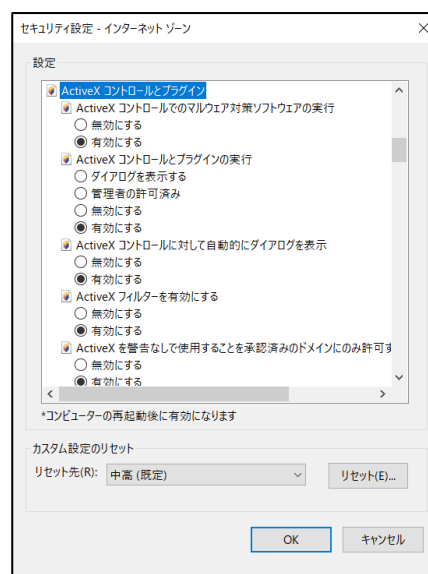 セキュリティ設定 - インターネット ゾーン
設定
ActiveX コントロールとプラグイン
ActiveX コントロールでのマルウェア対策ソフトウェアの実行
無効にする
有効にする
ActiveX コントロールとプラグインの実行
ダイアログを表示する
管理者の許可済み
無効にする
有効にする
ActiveX コントロールに対して自動的にダイアログを表示
無効にする
有効にする
ActiveX フィルターを有効にする
無効にする
有効にする
ActiveX を警告なしで使用することを承認済みのドメインにのみ許可す
無効にする
有効にする
*コンピューターの再起動後に有効になります
カスタム設定のリセット
リセット先(R): 中高 (既定) リセット(E)...
OK キャンセル